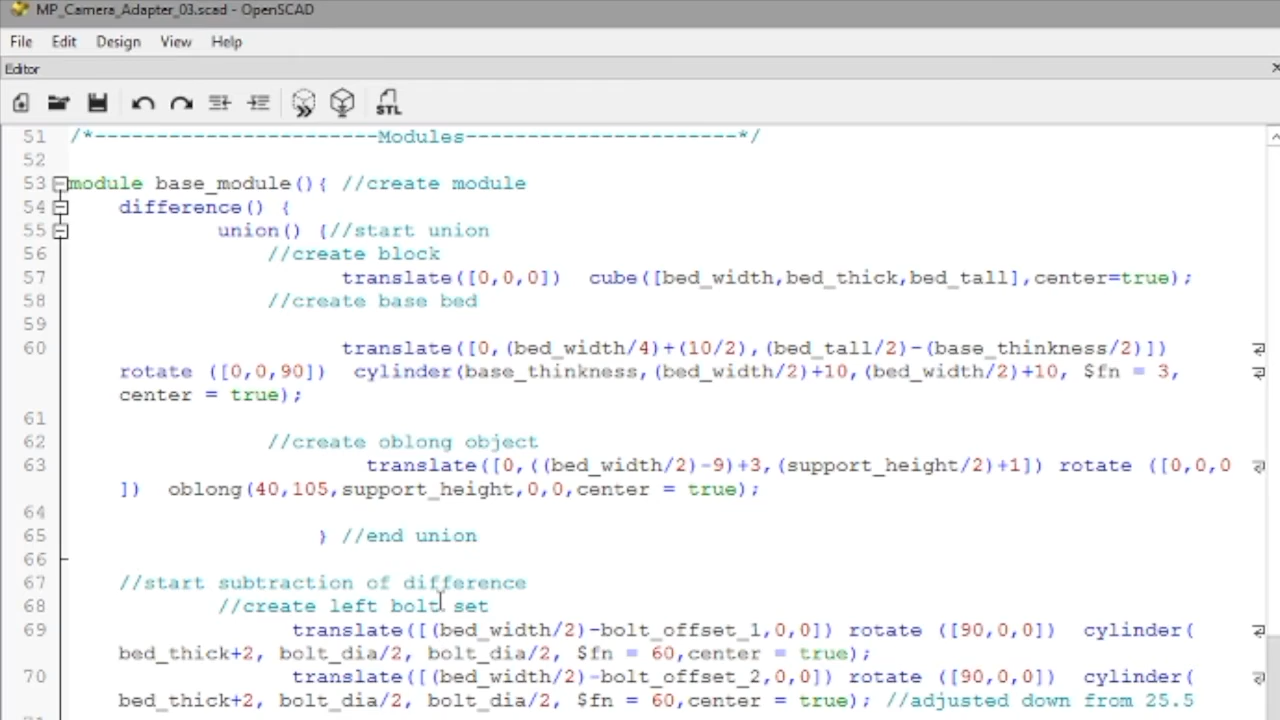 MP_Camera_Adapter_03.scad - OpenSCAD
File Edit Design View Help
Editor
STL
51 /*-----------------------Modules----------------------*/
52
53 module base_module(){ //create module
54 difference() {
55 union() {//start union
56 //create block
57 translate([0,0,0]) cube([bed_width,bed_thick,bed_tall],center=true);
58 //create base bed
59
60 translate([0,(bed_width/4)+(10/2),(bed_tall/2)-(base_thinkness/2)])
rotate ([0,0,90]) cylinder(base_thinkness,(bed_width/2)+10,(bed_width/2)+10, $fn = 3,
center = true);
61
62 //create oblong object
63 translate([0,((bed_width/2)-9)+3,(support_height/2)+1]) rotate ([0,0,0
]) oblong(40,105,support_height,0,0,center = true);
64
65 } //end union
66
67 //start subtraction of difference
68 //create left bolt set
69 translate([(bed_width/2)-bolt_offset_1,0,0]) rotate ([90,0,0]) cylinder(
bed_thick+2, bolt_dia/2, bolt_dia/2, $fn = 60,center = true);
70 translate([(bed_width/2)-bolt_offset_2,0,0]) rotate ([90,0,0]) cylinder(
bed_thick+2, bolt_dia/2, bolt_dia/2, $fn = 60,center = true); //adjusted down from 25.5